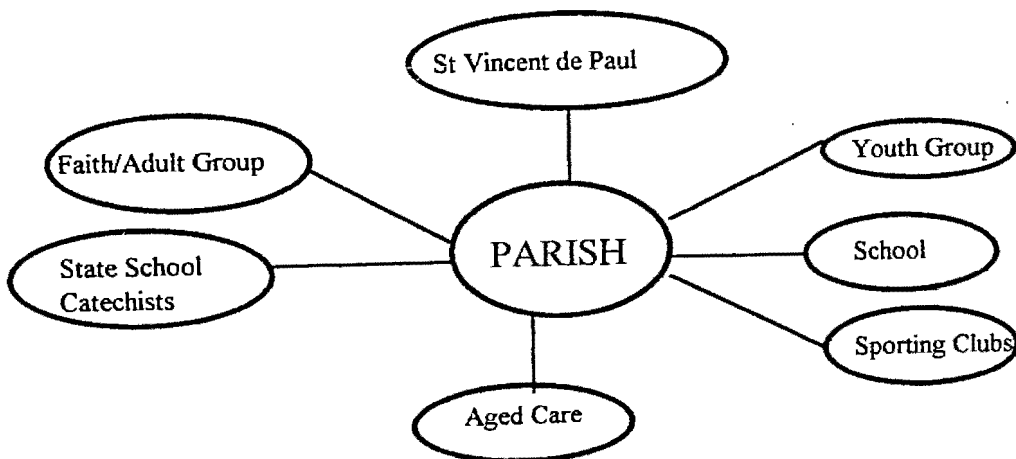 St Vincent de Paul
Faith/Adult Group
Youth Group
State School
Catechists
PARISH
School
Sporting Clubs
Aged Care